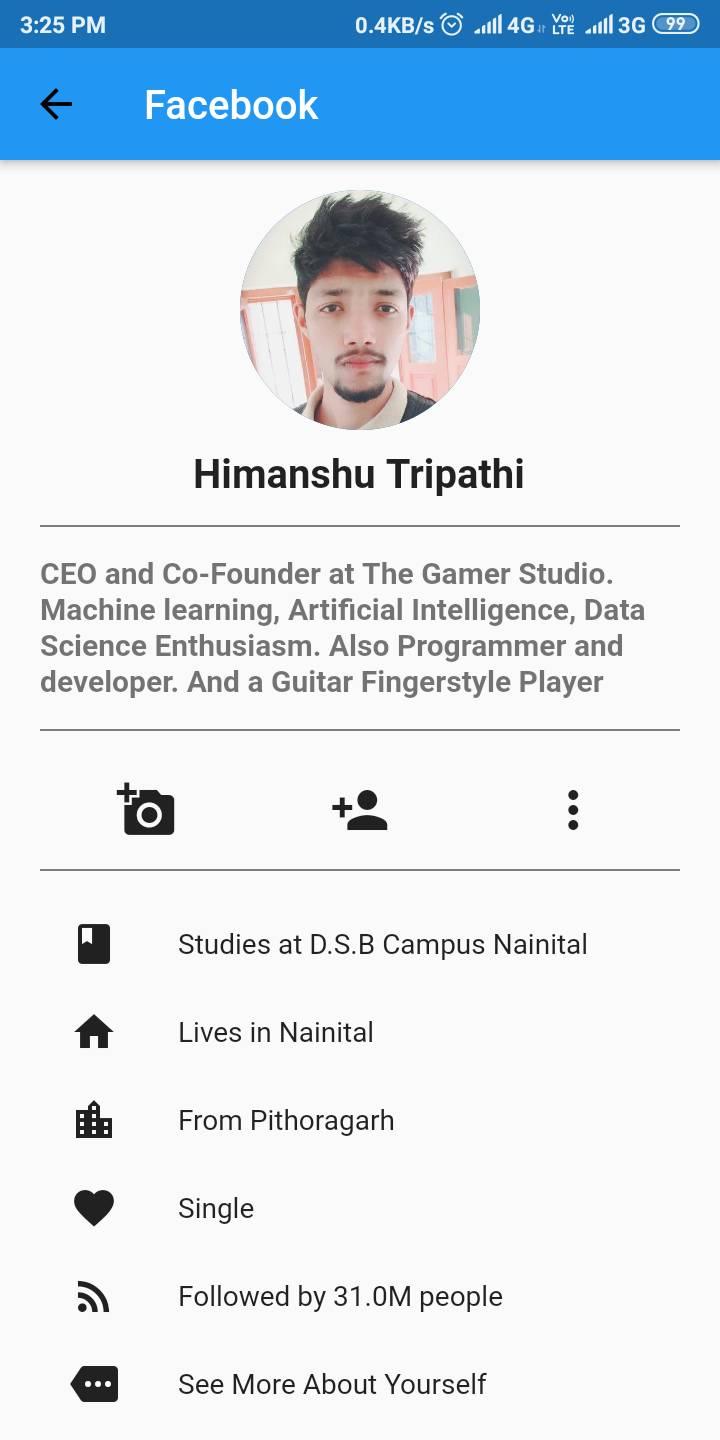 3:25 PM 0.4KB/s 4G VoLTE 3G 99
Facebook
Himanshu Tripathi
CEO and Co-Founder at The Gamer Studio.
Machine learning, Artificial Intelligence, Data
Science Enthusiasm. Also Programmer and
developer. And a Guitar Fingerstyle Player
Studies at D.S.B Campus Nainital
Lives in Nainital
From Pithoragarh
Single
Followed by 31.0M people
See More About Yourself